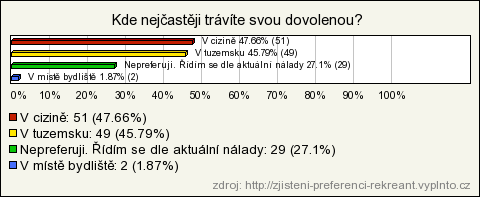 Kde nejčastěji trávíte svou dovolenou?
V cizině 47.66% (51)
V tuzemsku 45.79% (49)
Nepreferuji. Řídím se dle aktuální nálady 27.1% (29)
V místě bydliště 1.87% (2)
0% 10% 20% 30% 40% 50% 60% 70% 80% 90% 100%
V cizině: 51 (47.66%)
V tuzemsku: 49 (45.79%)
Nepreferuji. Řídím se dle aktuální nálady: 29 (27.1%)
V místě bydliště: 2 (1.87%)
zdroj: http://zjisteni-preferenci-rekreant.vyplnto.cz